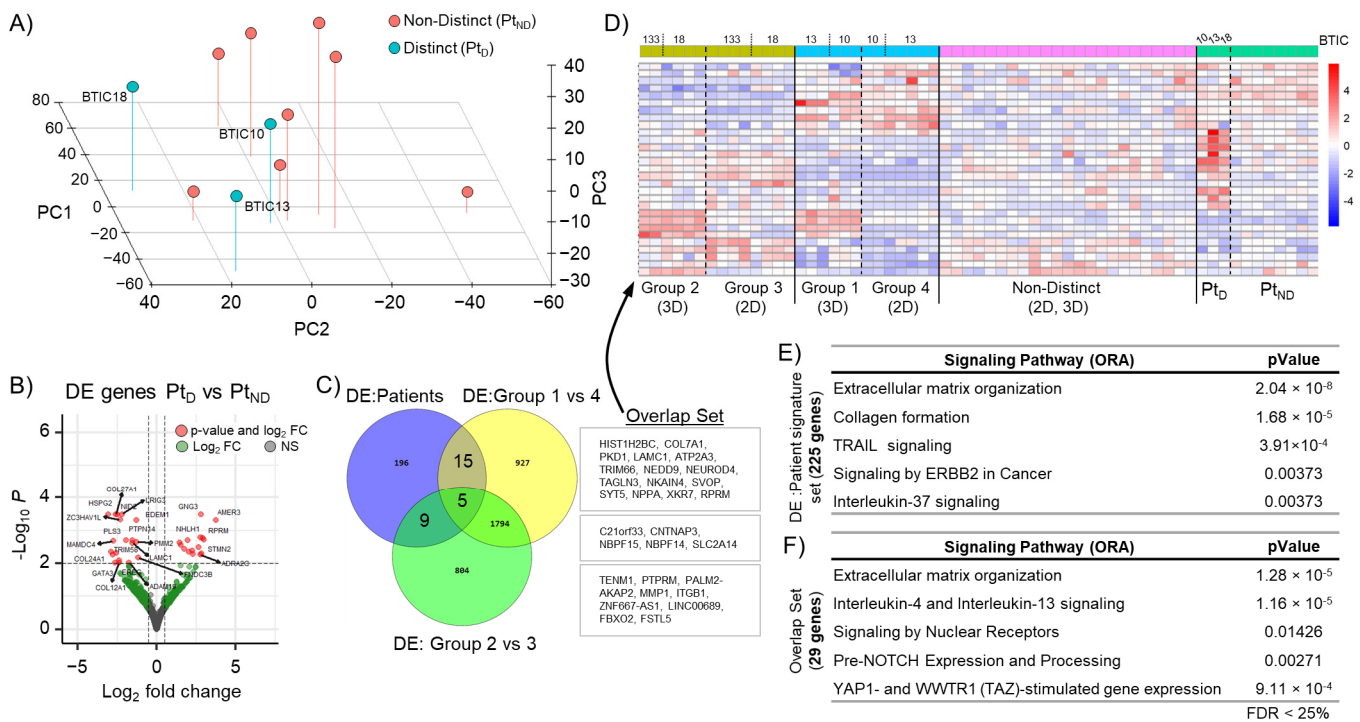 A)
Non-Distinct (PtND)
Distinct (PtD)
BTIC18
BTIC10
BTIC13
80
60
40
20
0
−20
−40
−60
PC1
40
20
0
−20
−40
−60
PC2
40
30
20
10
0
−10
−20
−30
PC3
B)
DE genes PtD vs PtND
p-value and log2 FC
Log2 FC
NS
COL27A1
HSPG2
NID2
LRIG3
ZC3HAV1L
EDEM1
GNG3
AMER3
PLS3
PTPN14
NHLH1
RPRM
MAMDC4
PMM2
STMN2
TRIM58
COL24A1
LAMC1
ADRA2C
GATA3
FNDC3B
COL12A1
ADAM19
6
4
2
0
-Log10 P
−5
0
5
Log2 fold change
C)
DE:Patients
DE:Group 1 vs 4
196
15
927
5
9
1794
804
DE: Group 2 vs 3
Overlap Set
HIST1H2BC, COL7A1,
PKD1, LAMC1, ATP2A3,
TRIM66, NEDD9, NEUROD4,
TAGLN3, NKAIN4, SVOP,
SYT5, NPPA, XKR7, RPRM
C21orf33, CNTNAP3,
NBPF15, NBPF14, SLC2A14
TENM1, PTPRM, PALM2-
AKAP2, MMP1, ITGB1,
ZNF667-AS1, LINC00689,
FBXO2, FSTL5
D)
133 18 133 18 13 10 10 13 10 13 18
BTIC
4
2
0
-2
-4
Group 2
(3D)
Group 3
(2D)
Group 1
(3D)
Group 4
(2D)
Non-Distinct
(2D, 3D)
PtD
PtND
E)
DE :Patient signature
set (225 genes)
Signaling Pathway (ORA) pValue
Extracellular matrix organization 2.04 × 10-8
Collagen formation 1.68 × 10-5
TRAIL signaling 3.91×10-4
Signaling by ERBB2 in Cancer 0.00373
Interleukin-37 signaling 0.00373
F)
Overlap Set
(29 genes)
Signaling Pathway (ORA) pValue
Extracellular matrix organization 1.28 × 10-5
Interleukin-4 and Interleukin-13 signaling 1.16 × 10-5
Signaling by Nuclear Receptors 0.01426
Pre-NOTCH Expression and Processing 0.00271
YAP1- and WWTR1 (TAZ)-stimulated gene expression 9.11 × 10-4
FDR < 25%